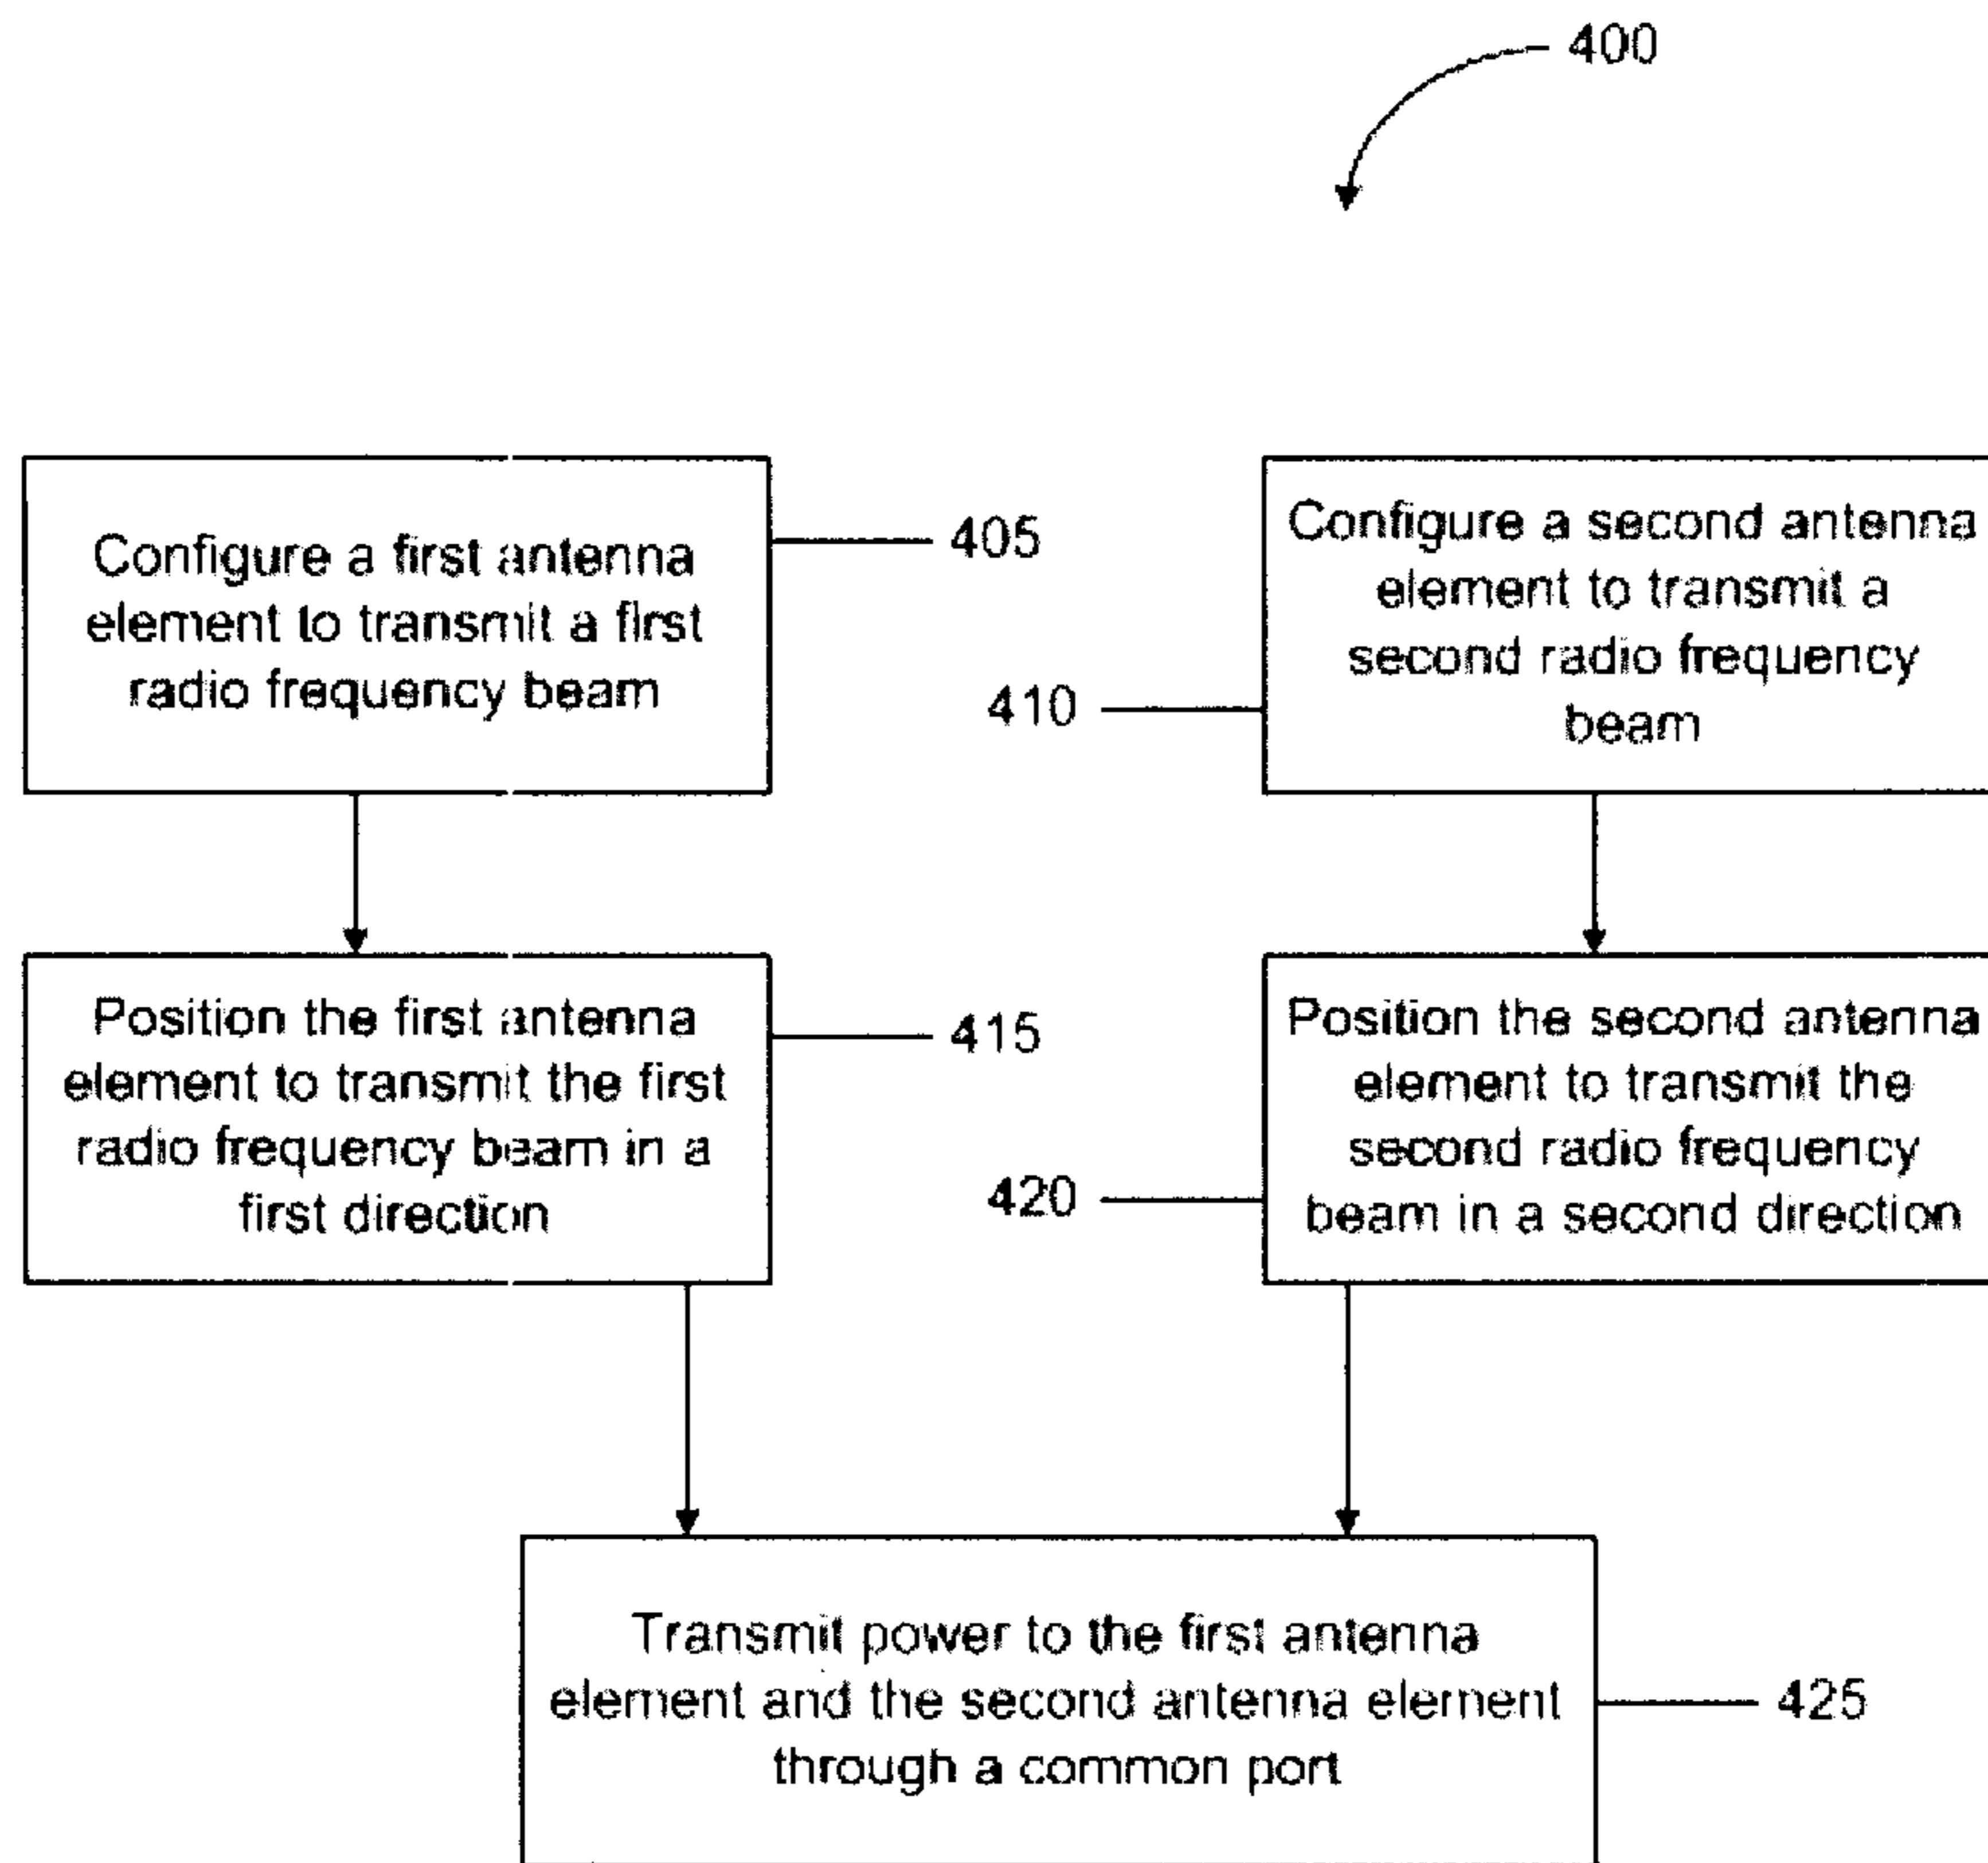 400
Configure a first antenna
element to transmit a first
radio frequency beam
405
Configure a second antenna
element to transmit a
second radio frequency
beam
410
Position the first antenna
element to transmit the first
radio frequency beam in a
first direction
415
Position the second antenna
element to transmit the
second radio frequency
beam in a second direction
420
Transmit power to the first antenna
element and the second antenna element
through a common port
425